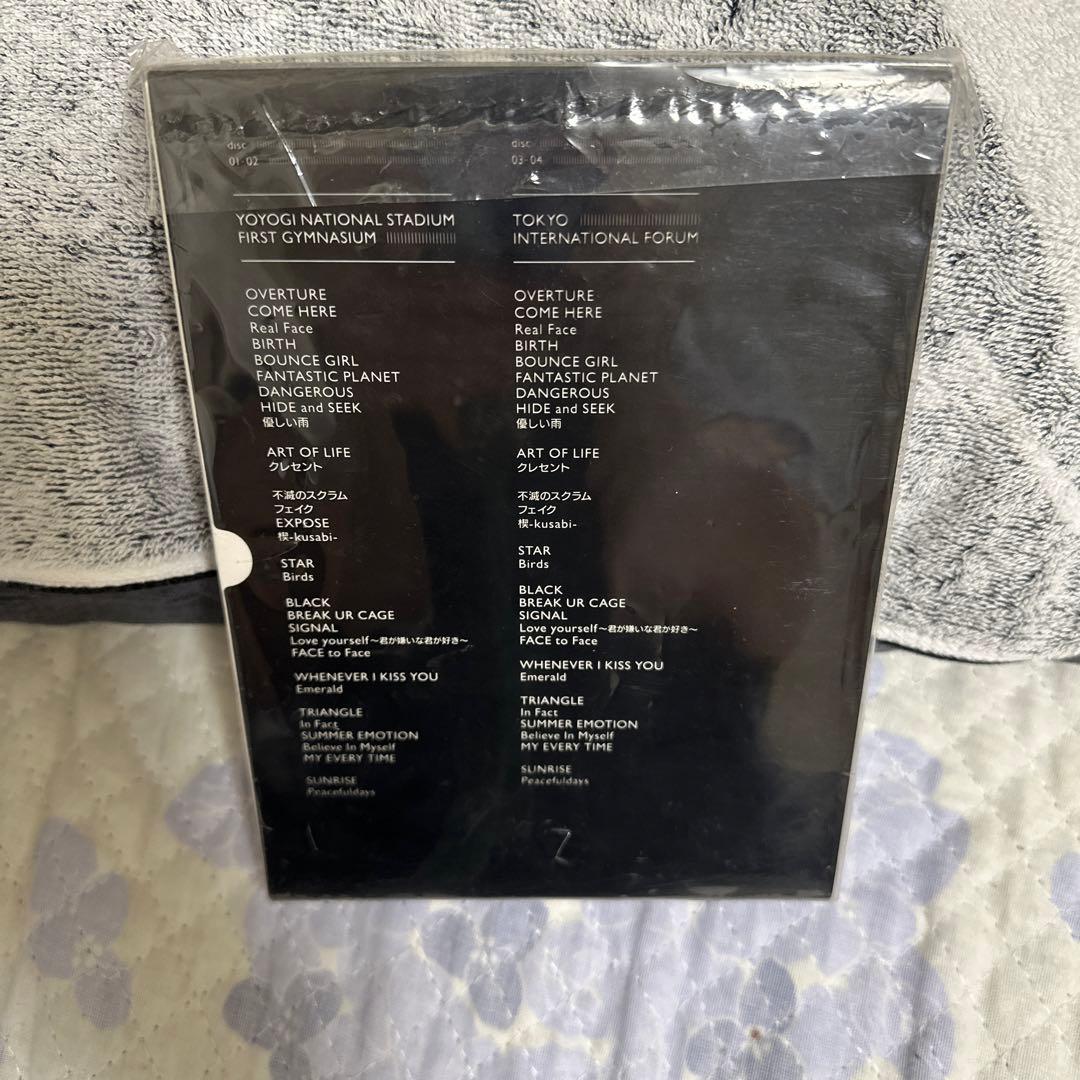 disc
01-02
YOYOGI NATIONAL STADIUM
FIRST GYMNASIUM
OVERTURE
COME HERE
Real Face
BIRTH
BOUNCE GIRL
FANTASTIC PLANET
DANGEROUS
HIDE and SEEK
優しい雨
ART OF LIFE
クレセント
不滅のスクラム
フェイク
EXPOSE
楔-kusabi-
STAR
Birds
BLACK
BREAK UR CAGE
SIGNAL
Love yourself〜君が嫌いな君が好き〜
FACE to Face
WHENEVER I KISS YOU
Emerald
TRIANGLE
In Fact
SUMMER EMOTION
Believe In Myself
MY EVERY TIME
SUNRISE
Peacefuldays
1
disc
03-04
TOKYO
INTERNATIONAL FORUM
OVERTURE
COME HERE
Real Face
BIRTH
BOUNCE GIRL
FANTASTIC PLANET
DANGEROUS
HIDE and SEEK
優しい雨
ART OF LIFE
クレセント
不滅のスクラム
フェイク
楔-kusabi-
STAR
Birds
BLACK
BREAK UR CAGE
SIGNAL
Love yourself〜君が嫌いな君が好き〜
FACE to Face
WHENEVER I KISS YOU
Emerald
TRIANGLE
In Fact
SUMMER EMOTION
Believe In Myself
MY EVERY TIME
SUNRISE
Peacefuldays
2